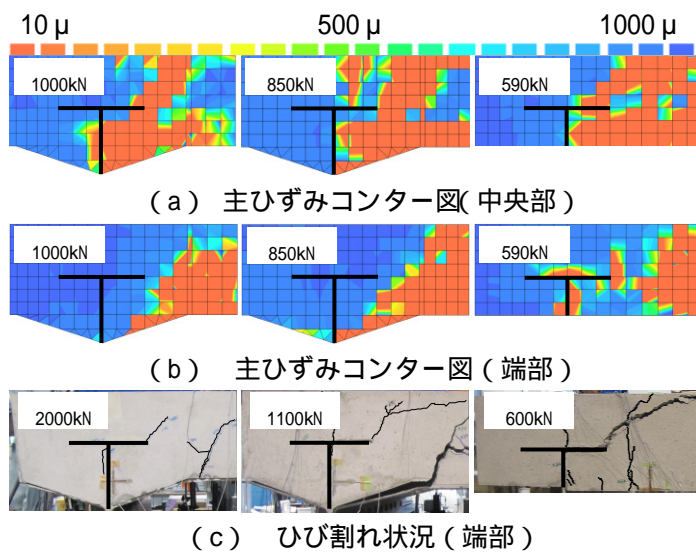 10 μ 500 μ 1000 μ
1000kN 850kN 590kN
(a) 主ひずみコンター図(中央部)
1000kN 850kN 590kN
(b) 主ひずみコンター図(端部)
2000kN 1100kN 600kN
(c) ひび割れ状況(端部)